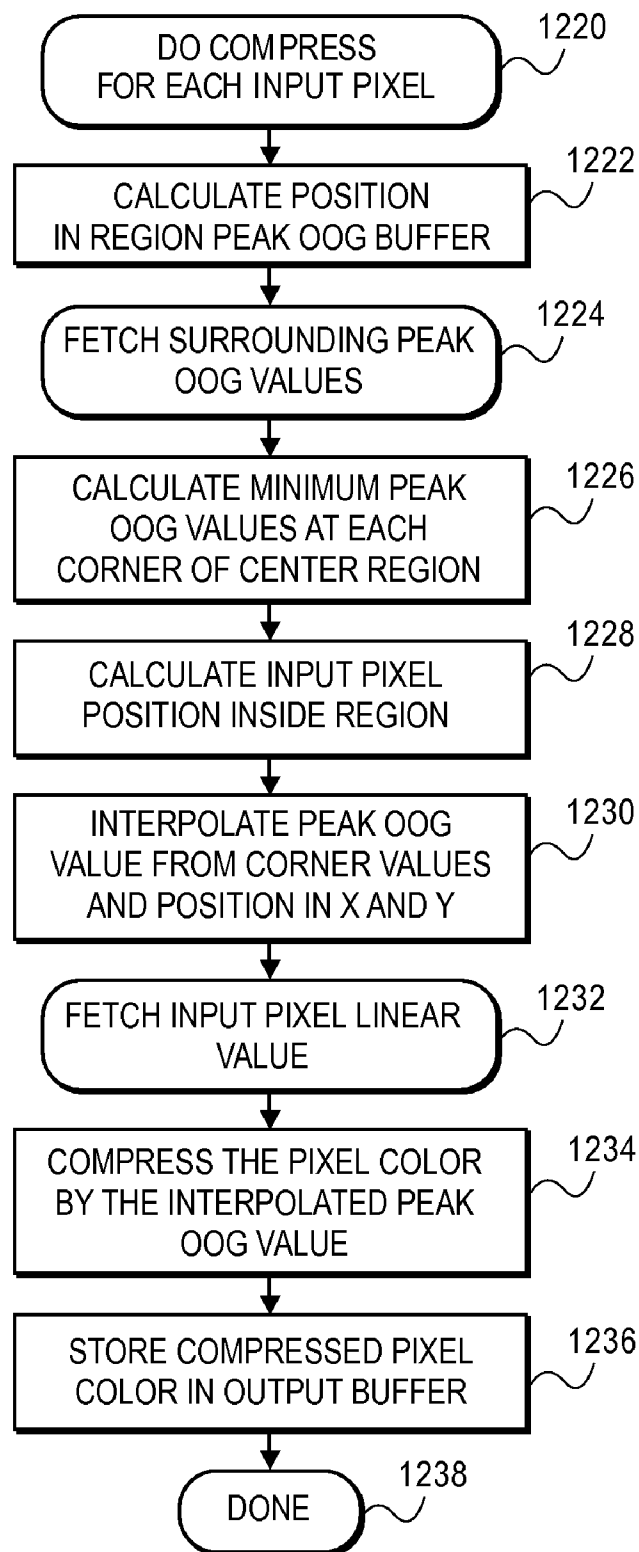 DO COMPRESS
FOR EACH INPUT PIXEL
1220
CALCULATE POSITION
IN REGION PEAK OOG BUFFER
1222
FETCH SURROUNDING PEAK
OOG VALUES
1224
CALCULATE MINIMUM PEAK
OOG VALUES AT EACH
CORNER OF CENTER REGION
1226
CALCULATE INPUT PIXEL
POSITION INSIDE REGION
1228
INTERPOLATE PEAK OOG
VALUE FROM CORNER VALUES
AND POSITION IN X AND Y
1230
FETCH INPUT PIXEL LINEAR
VALUE
1232
COMPRESS THE PIXEL COLOR
BY THE INTERPOLATED PEAK
OOG VALUE
1234
STORE COMPRESSED PIXEL
COLOR IN OUTPUT BUFFER
1236
DONE
1238